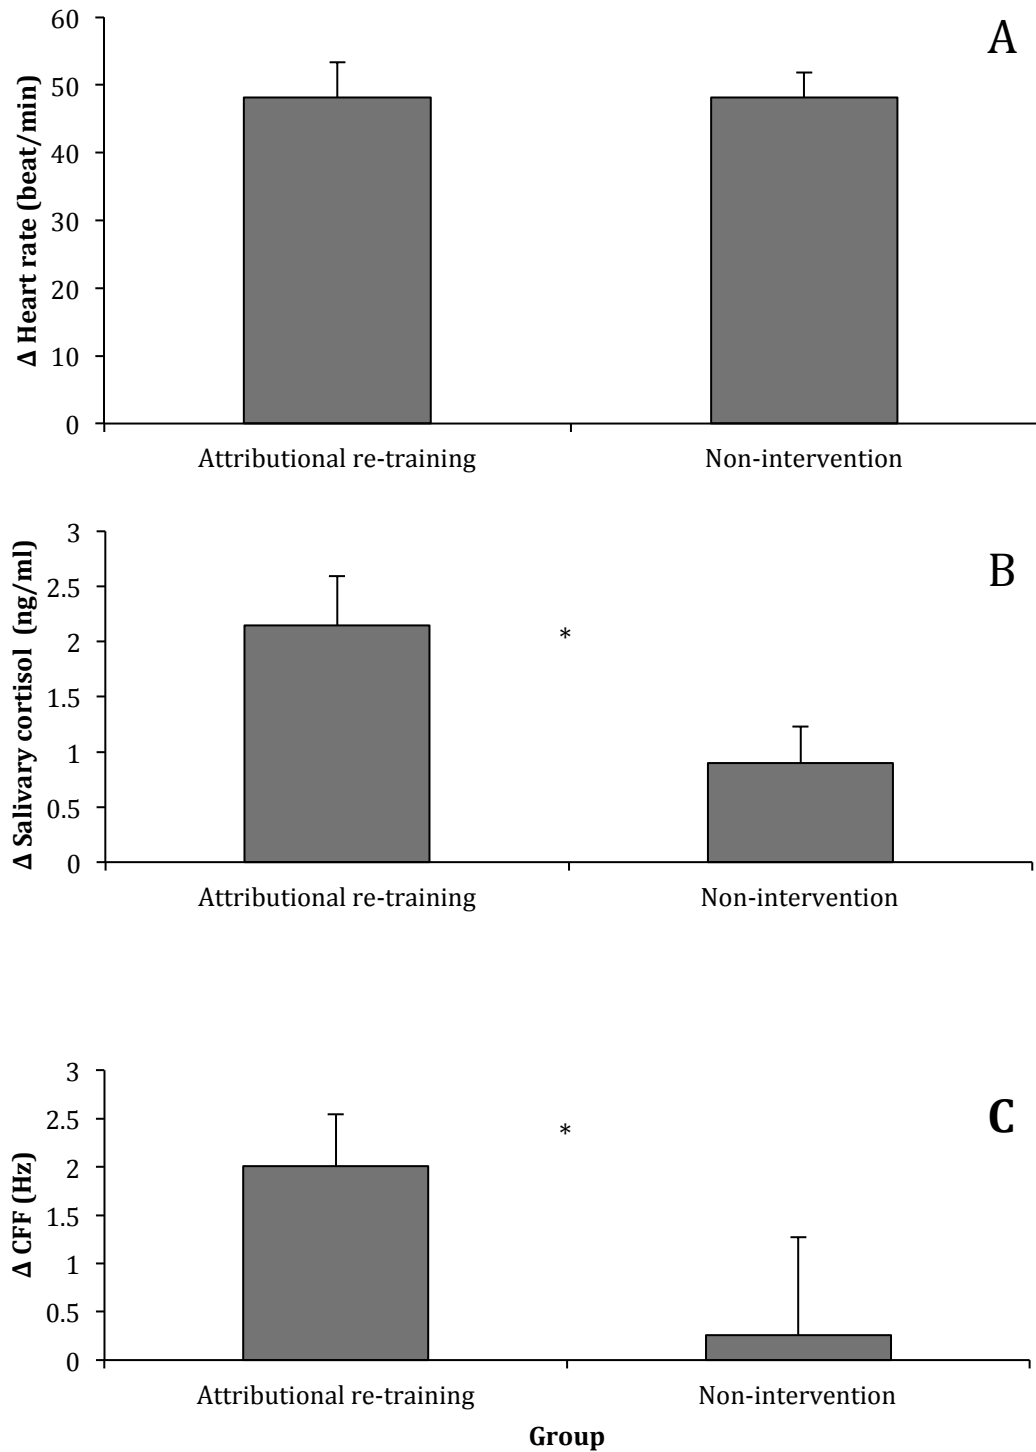 A
Δ Heart rate (beat/min)
60
50
40
30
20
10
0
Attributional re-training Non-intervention
B
Δ Salivary cortisol (ng/ml)
3
2.5
2
1.5
1
0.5
0
*
Attributional re-training Non-intervention
C
Δ CFF (Hz)
3
2.5
2
1.5
1
0.5
0
*
Attributional re-training Non-intervention
Group